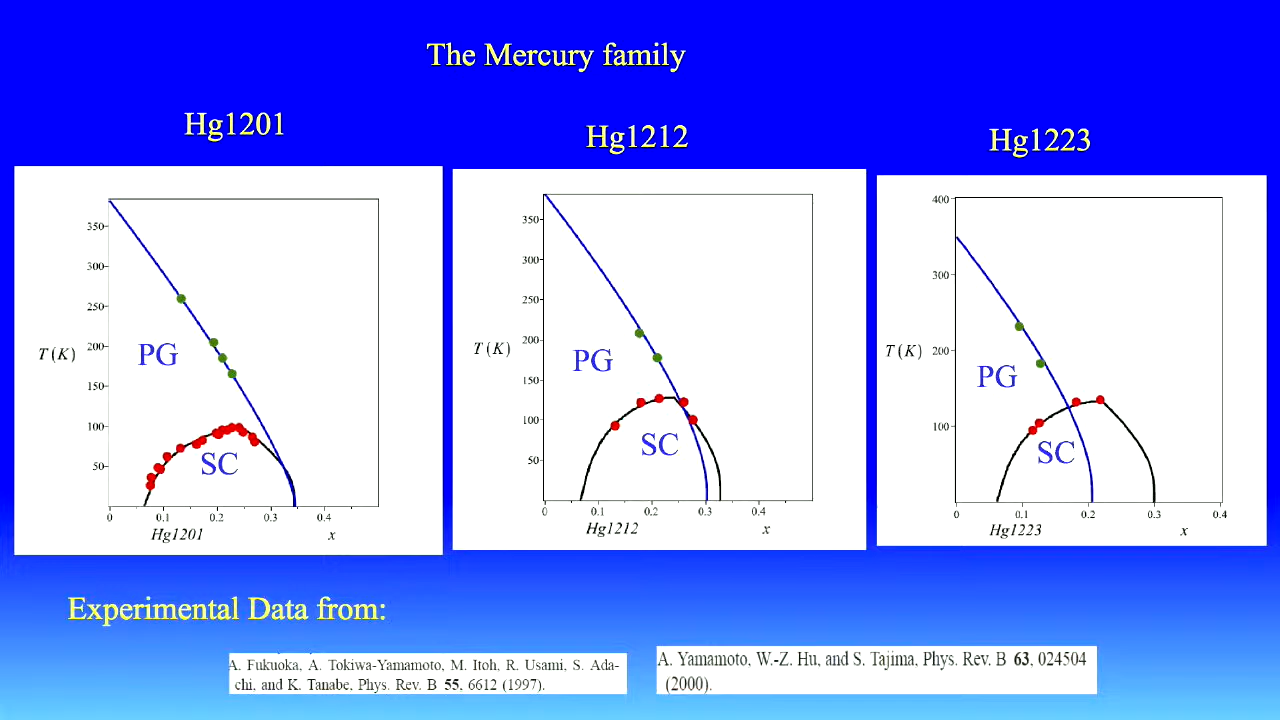 The Mercury family
Hg1201
Hg1212
Hg1223
350
300
250
200
150
100
50
T (K)
PG
SC
0 0.1 0.2 0.3 0.4
Hg1201 x
350
300
250
200
150
100
50
T (K)
PG
SC
0 0.1 0.2 0.3 0.4
Hg1212 x
400
300
200
100
T (K)
PG
SC
0 0.1 0.2 0.3 0.4
Hg1223 x
Experimental Data from:
A. Fukuoka, A. Tokiwa-Yamamoto, M. Itoh, R. Usami, S. Ada-
chi, and K. Tanabe, Phys. Rev. B 55, 6612 (1997).
A. Yamamoto, W.-Z. Hu, and S. Tajima, Phys. Rev. B 63, 024504
(2000).